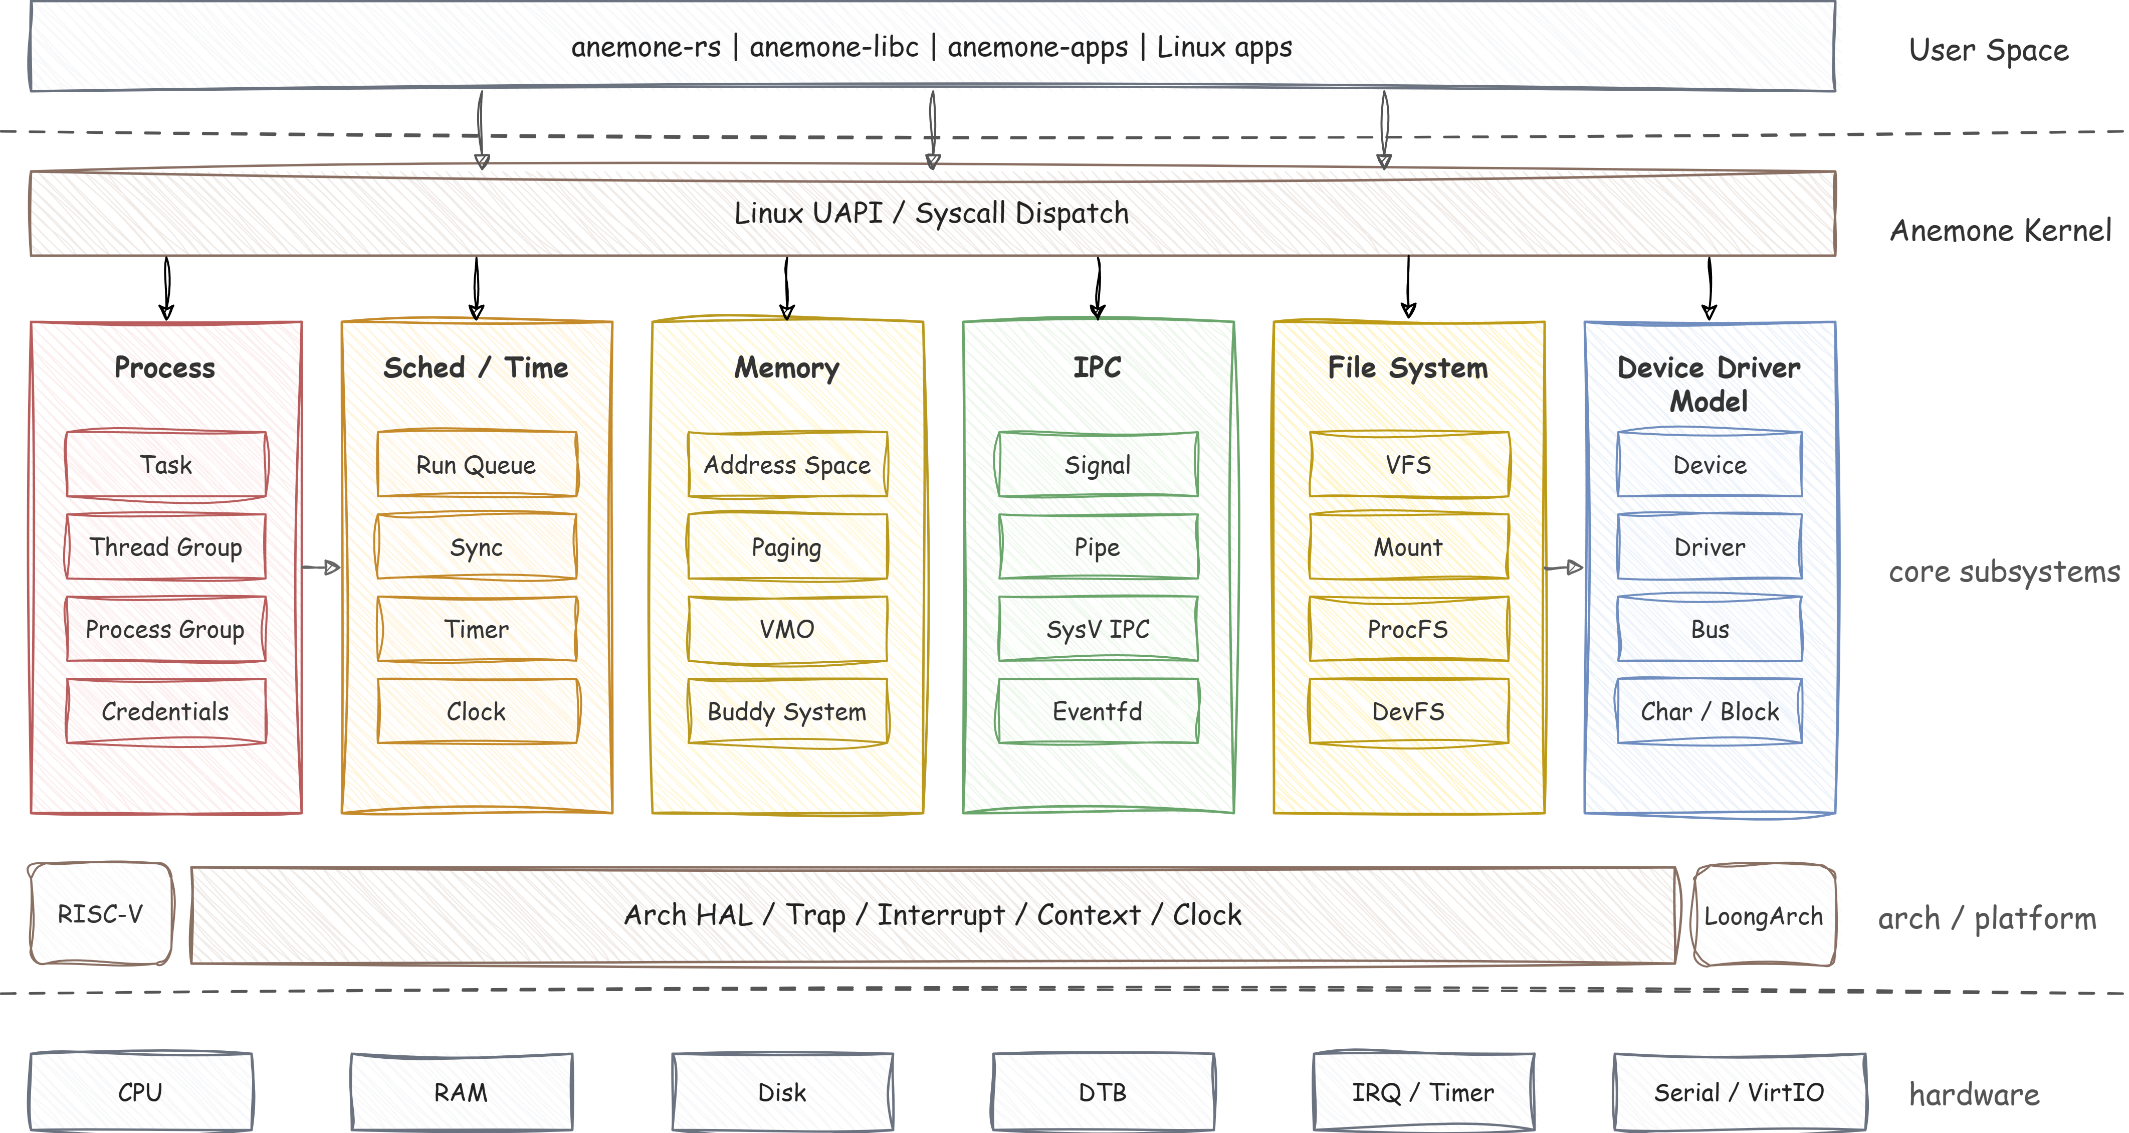 anemone-rs | anemone-libc | anemone-apps | Linux apps
User Space
Linux UAPI / Syscall Dispatch
Anemone Kernel
Process
Task
Thread Group
Process Group
Credentials
Sched / Time
Run Queue
Sync
Timer
Clock
Memory
Address Space
Paging
VMO
Buddy System
IPC
Signal
Pipe
SysV IPC
Eventfd
File System
VFS
Mount
ProcFS
DevFS
Device Driver
Model
Device
Driver
Bus
Char / Block
core subsystems
RISC-V
Arch HAL / Trap / Interrupt / Context / Clock
LoongArch
arch / platform
CPU
RAM
Disk
DTB
IRQ / Timer
Serial / VirtIO
hardware